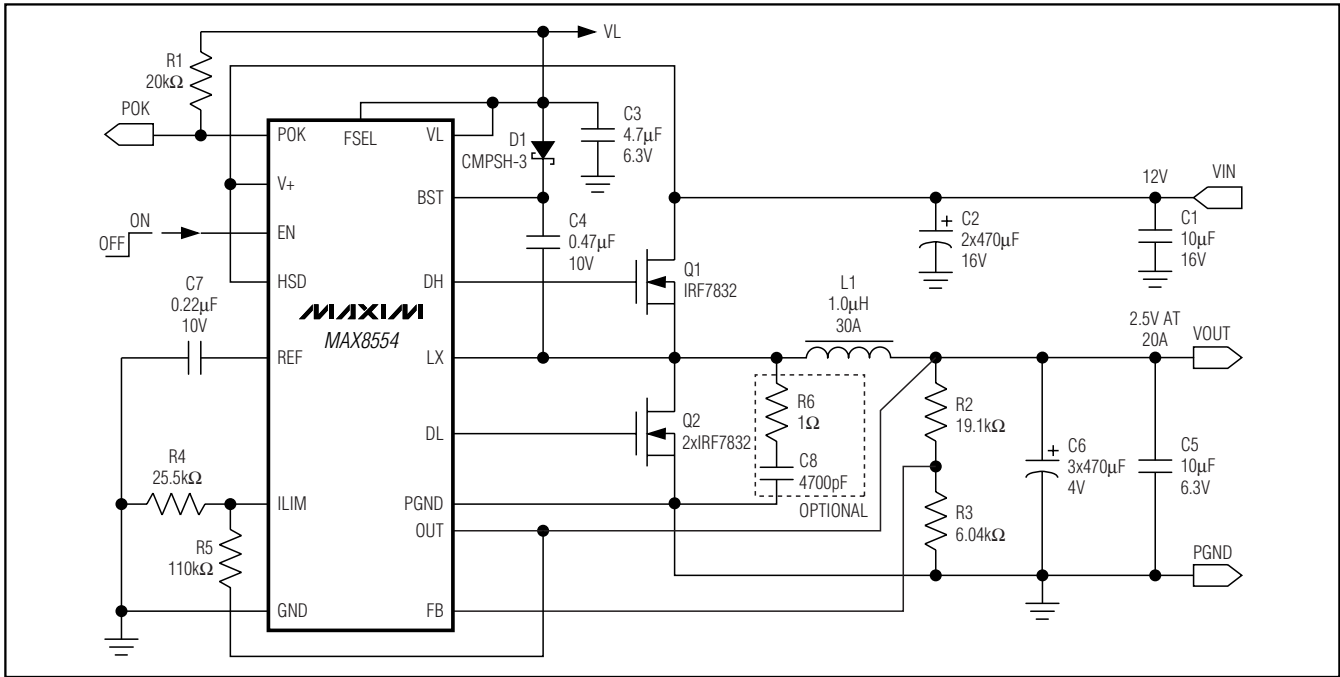 VL
R1
20kΩ
POK
POK
FSEL
VL
D1
CMPSH-3
C3
4.7μF
6.3V
V+
BST
12V
VIN
ON
OFF
EN
C4
0.47μF
10V
+
C2
2x470μF
16V
C1
10μF
16V
HSD
DH
Q1
IRF7832
C7
0.22μF
10V
MAXIM
MAX8554
L1
1.0μH
30A
2.5V AT
20A
VOUT
REF
LX
R6
1Ω
R2
19.1kΩ
DL
Q2
2xIRF7832
C8
4700pF
+
C6
3x470μF
4V
C5
10μF
6.3V
R4
25.5kΩ
ILIM
PGND
OPTIONAL
OUT
R3
6.04kΩ
R5
110kΩ
PGND
GND
FB